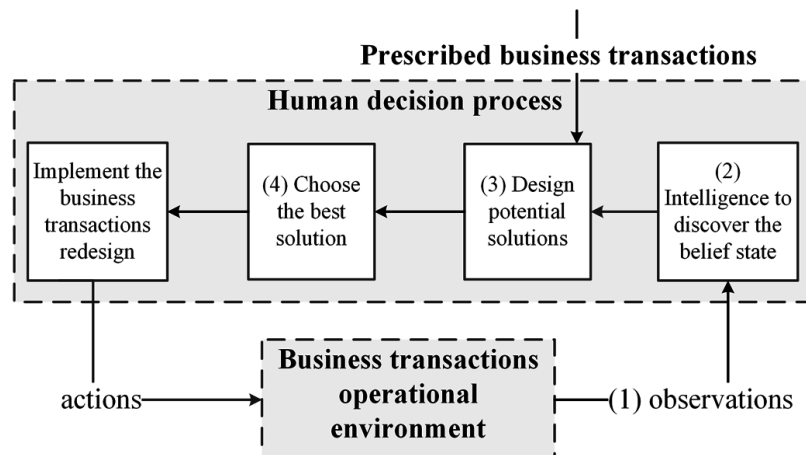 Prescribed business transactions
Human decision process
Implement the
business
transactions
redesign
(4) Choose
the best
solution
(3) Design
potential
solutions
(2)
Intelligence to
discover the
belief state
actions
Business transactions
operational
environment
(1) observations